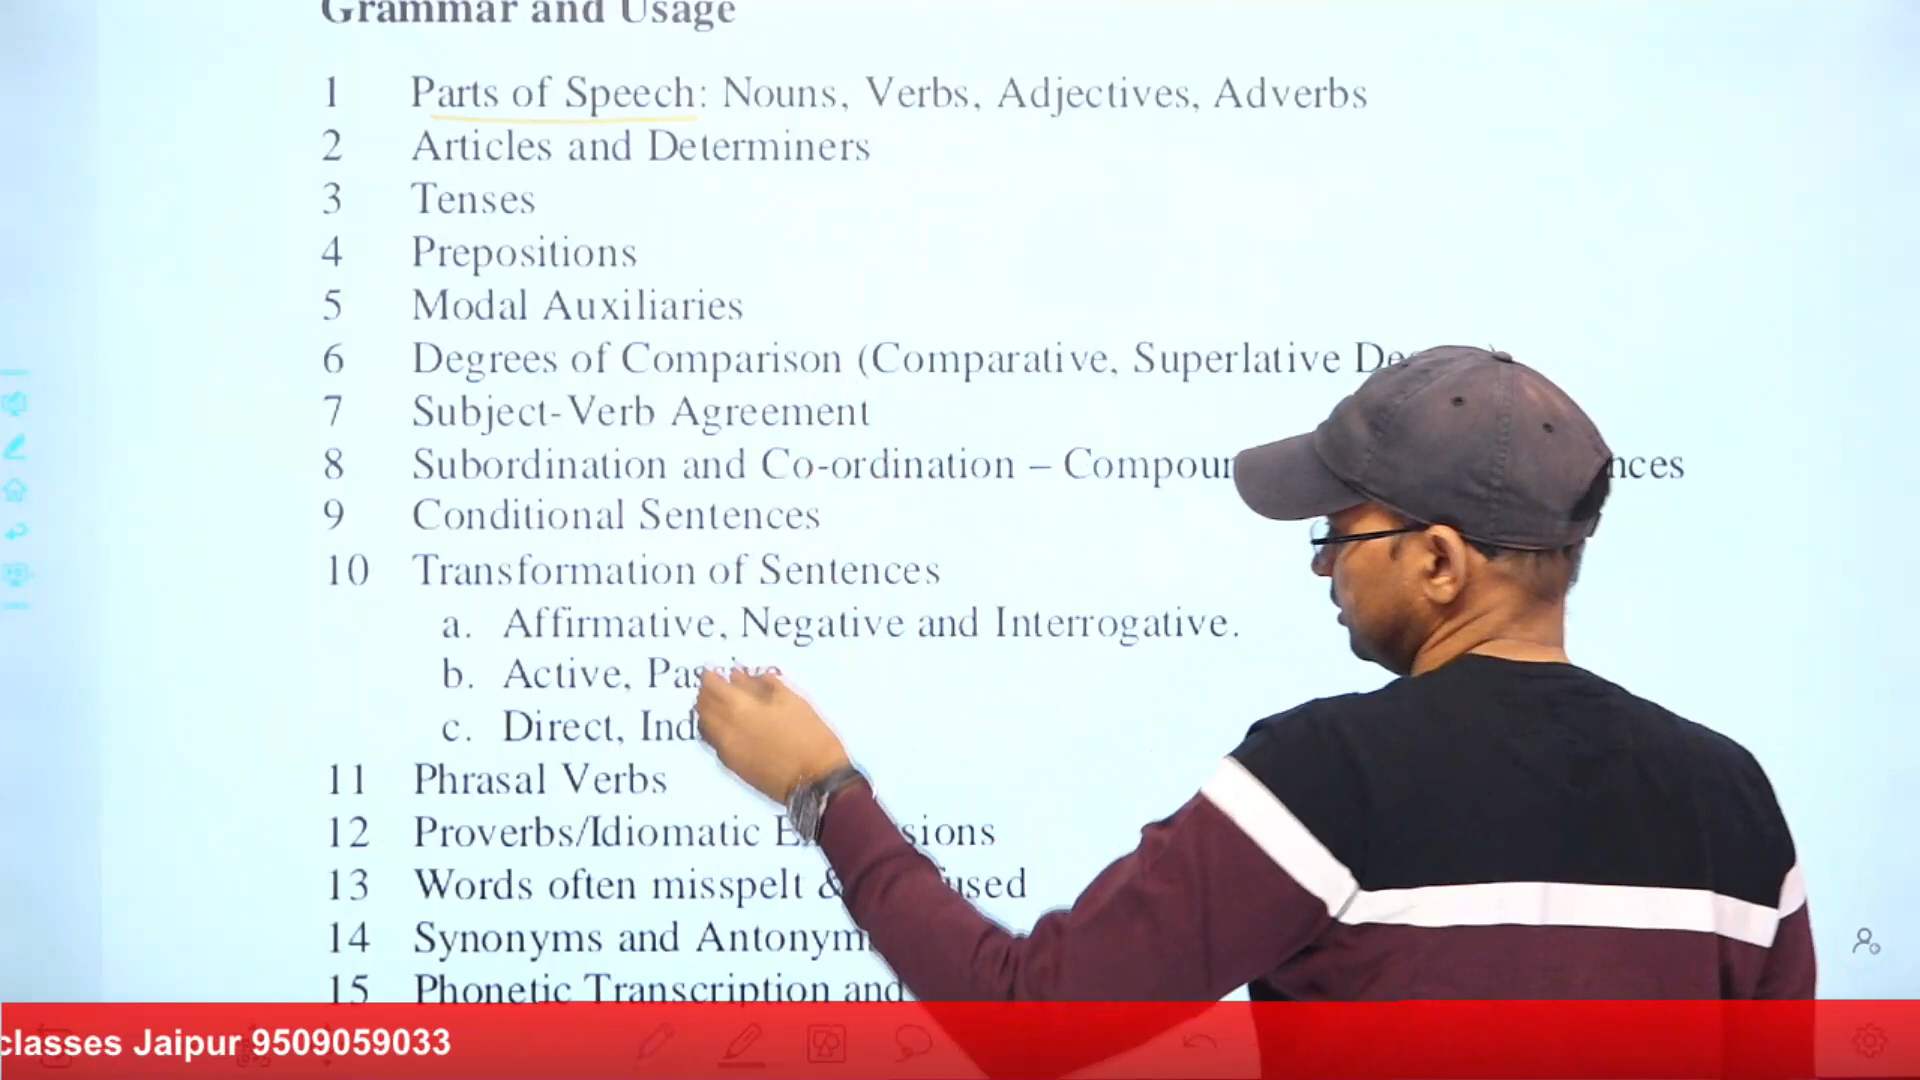 Grammar and Usage
1 Parts of Speech: Nouns, Verbs, Adjectives, Adverbs
2 Articles and Determiners
3 Tenses
4 Prepositions
5 Modal Auxiliaries
6 Degrees of Comparison (Comparative, Superlative
7 Subject-Verb Agreement
8 Subordination and Co-ordination –
9 Conditional Sentences
10 Transformation of Sentences
a. Affirmative, Negative and Interrogative.
b. Active, Passive
c. Direct,
11 Phrasal Verbs
12 Proverbs/Idiomatic
13 Words often misspelt &
14 Synonyms and
15 Phonetic Transcription and
classes Jaipur 9509059033